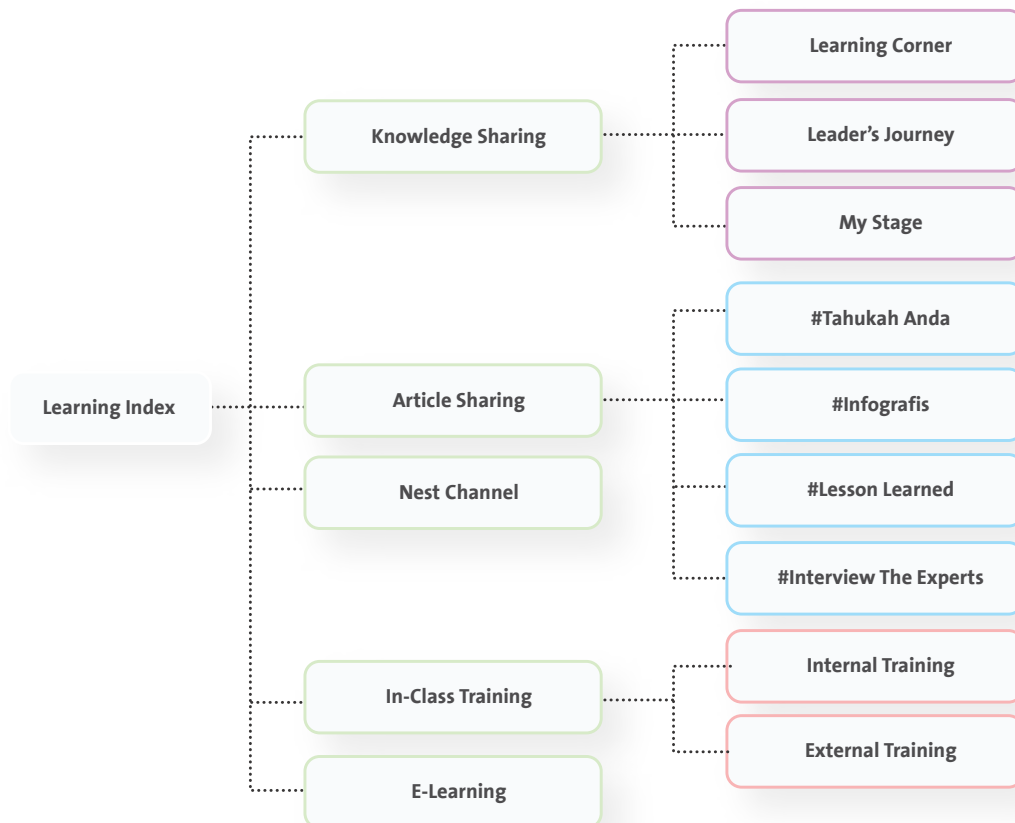 Learning Index
Knowledge Sharing
Learning Corner
Leader’s Journey
My Stage
Article Sharing
#Tahukah Anda
#Infografis
#Lesson Learned
#Interview The Experts
Nest Channel
In-Class Training
Internal Training
External Training
E-Learning